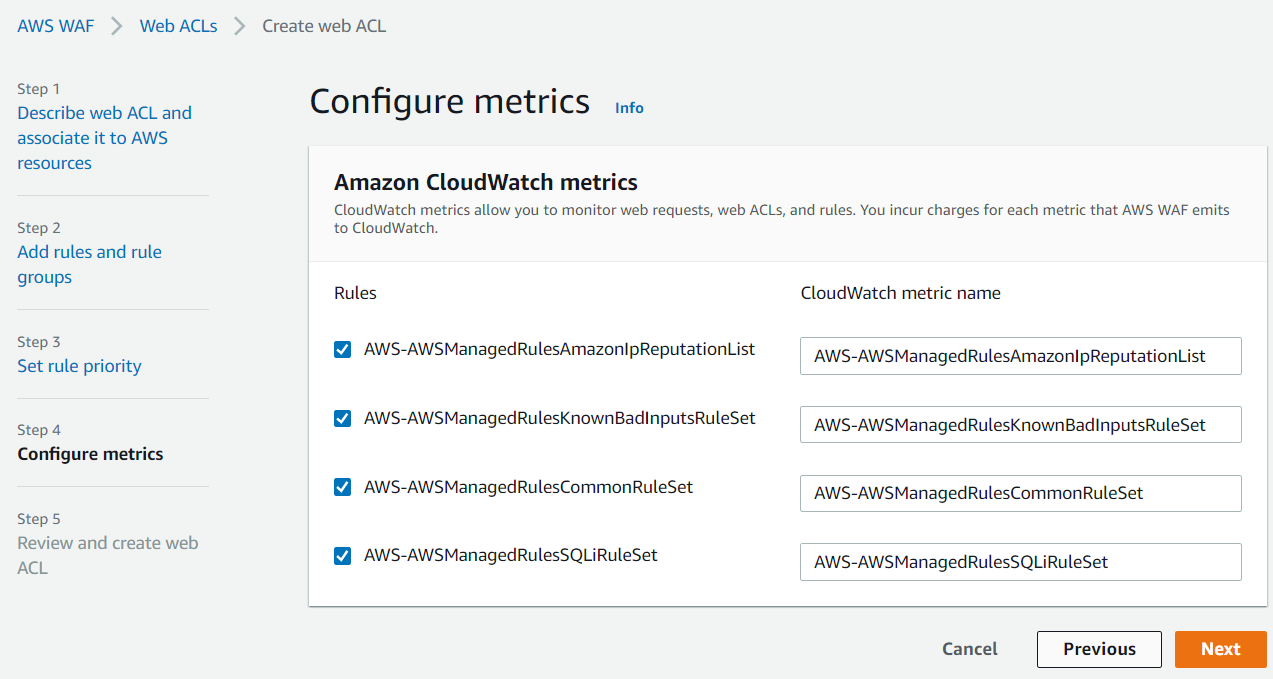 AWS WAF > Web ACLs > Create web ACL
Step 1
Describe web ACL and
associate it to AWS
resources
Step 2
Add rules and rule
groups
Step 3
Set rule priority
Step 4
Configure metrics
Step 5
Review and create web
ACL
Configure metrics Info
Amazon CloudWatch metrics
CloudWatch metrics allow you to monitor web requests, web ACLs, and rules. You incur charges for each metric that AWS WAF emits
to CloudWatch.
Rules CloudWatch metric name
AWS-AWSManagedRulesAmazonIpReputationList AWS-AWSManagedRulesAmazonIpReputationList
AWS-AWSManagedRulesKnownBadInputsRuleSet AWS-AWSManagedRulesKnownBadInputsRuleSet
AWS-AWSManagedRulesCommonRuleSet AWS-AWSManagedRulesCommonRuleSet
AWS-AWSManagedRulesSQLiRuleSet AWS-AWSManagedRulesSQLiRuleSet
Cancel Previous Next